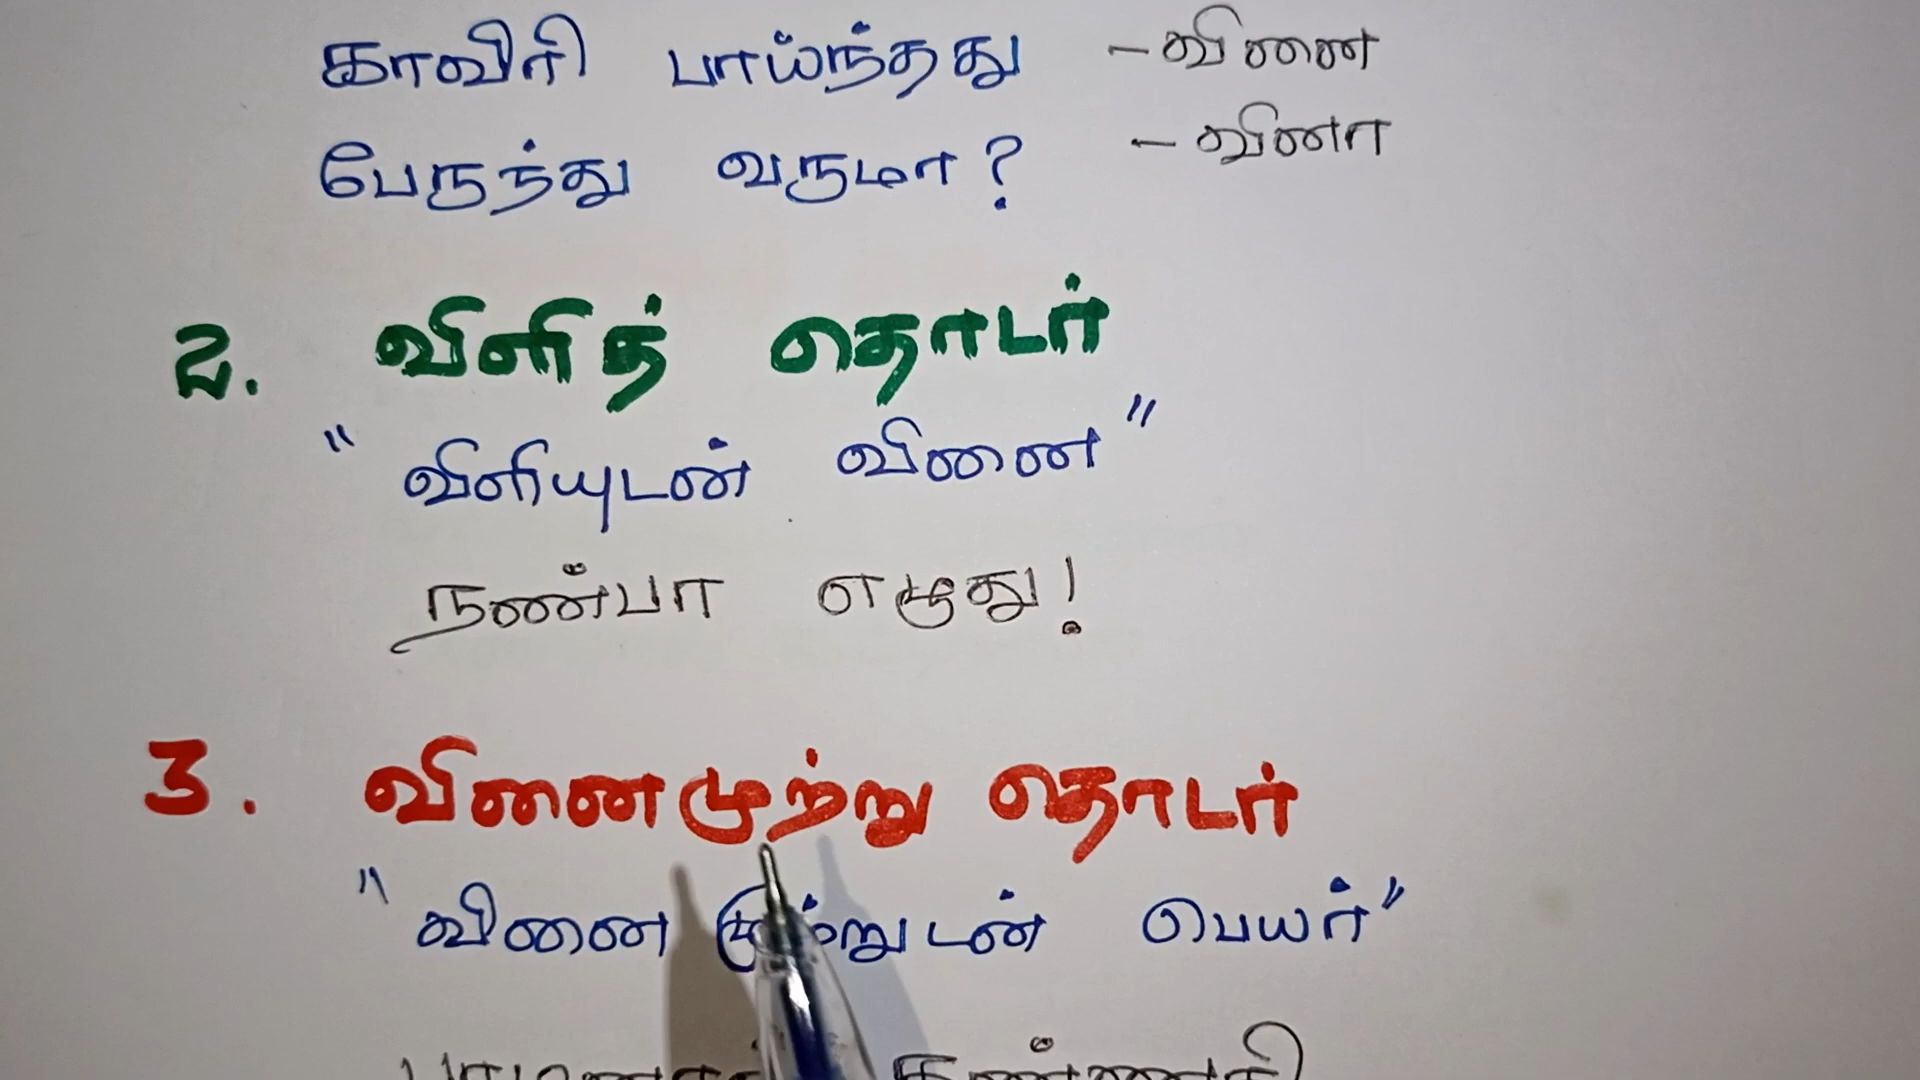 காவிரி பாய்ந்தது - வினை
பேருந்து வருமா? - வினா
2. விளித் தொடர்
"விளியுடன் வினை"
நண்பா எழுது!
3. வினைமுற்று தொடர்
"வினை முற்றுடன் பெயர்"